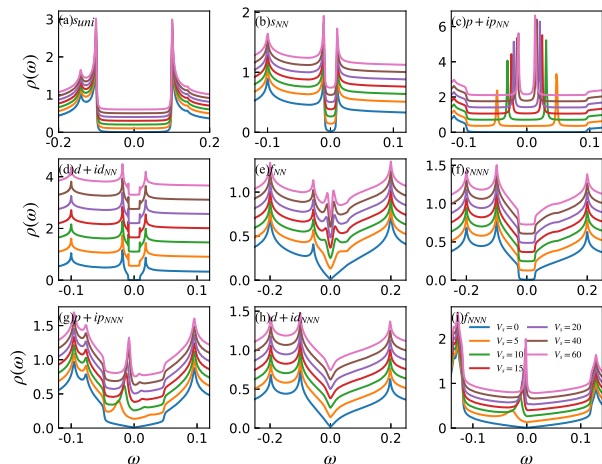 (a)s_uni
(b)s_NN
(c)p + ip_NN
ρ(ω)
3
2
1
0
-0.2 0.0 0.2
2
1
0
-0.1 0.0 0.1
6
4
2
0
-0.1 0.0 0.1
(d)d + id_NN
(e)f_NN
(f)s_NNN
ρ(ω)
4
2
0
-0.1 0.0 0.1
1.0
0.5
0.0
-0.2 0.0 0.2
1.5
1.0
0.5
0.0
-0.2 0.0 0.2
(g)p + ip_NNN
(h)d + id_NNN
(i)f_NNN
ρ(ω)
1.5
1.0
0.5
0.0
-0.1 0.0 0.1
1.5
1.0
0.5
0.0
-0.2 0.0 0.2
2
1
0
-0.1 0.0 0.1
V_s = 0
V_s = 5
V_s = 10
V_s = 15
V_s = 20
V_s = 40
V_s = 60
ω ω ω